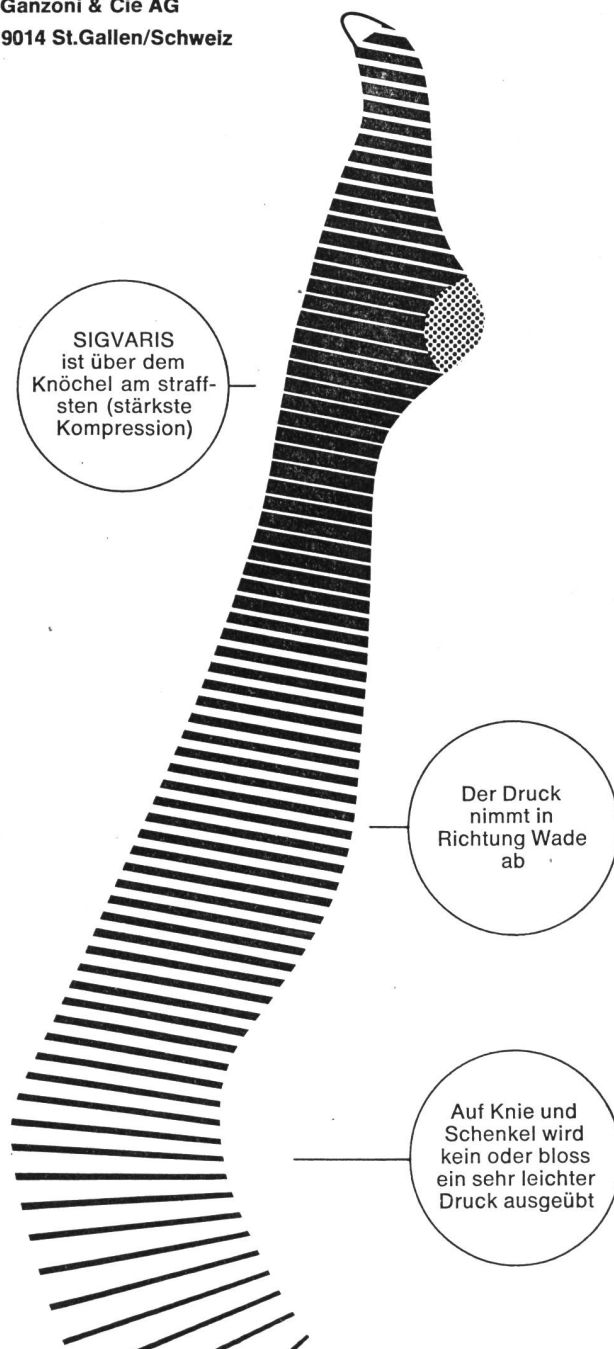 Ganzoni & Cie AG
9014 St.Gallen/Schweiz
SIGVARIS
ist über dem
Knöchel am straff-
sten (stärkste
Kompression)
Der Druck
nimmt in
Richtung Wade
ab
Auf Knie und
Schenkel wird
kein oder bloss
ein sehr leichter
Druck ausgeübt